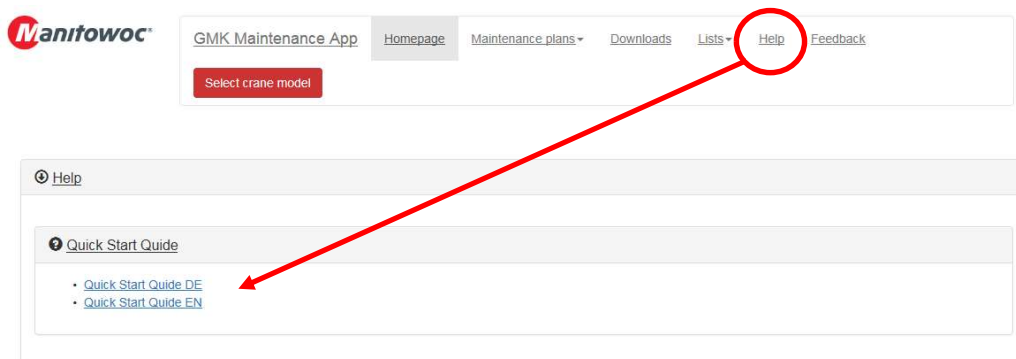 Manitowoc
GMK Maintenance App Homepage Maintenance plans Downloads Lists Help Feedback
Select crane model
Help
Quick Start Quide
• Quick Start Quide DE
• Quick Start Quide EN